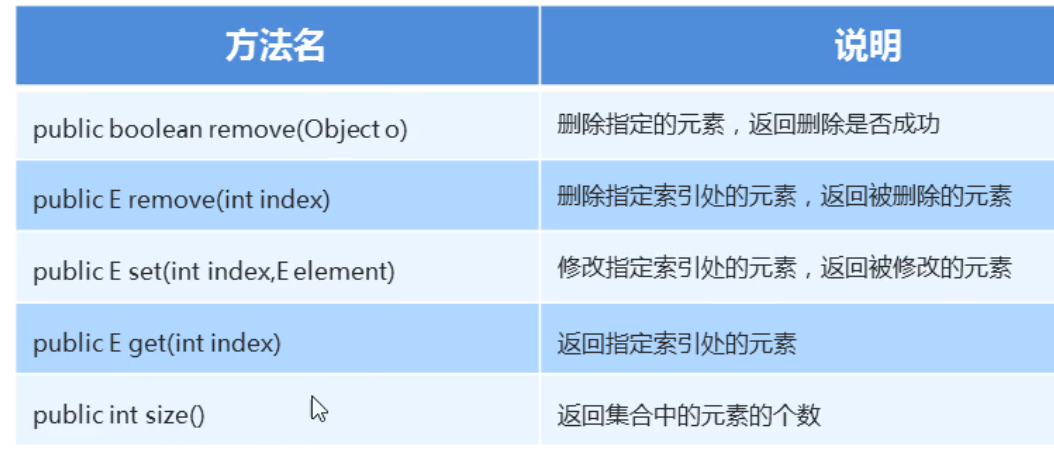 方法名 说明
public boolean remove(Object o) 删除指定的元素，返回删除是否成功
public E remove(int index) 删除指定索引处的元素，返回被删除的元素
public E set(int index,E element) 修改指定索引处的元素，返回被修改的元素
public E get(int index) 返回指定索引处的元素
public int size() 返回集合中的元素的个数